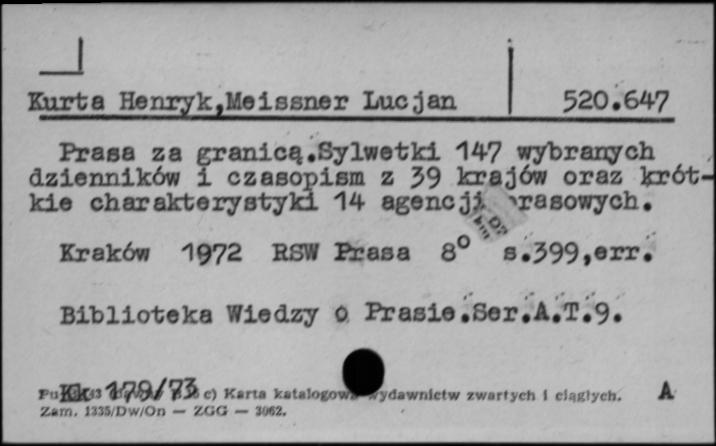 Kurta Henryk,Meissner Lucjan 520.647
Prasa za granicą.Sylwetki 147 wybranych
dzienników i czasopism z 39 krajów oraz krót-
kie charakterystyki 14 agencji prasowych.
Kraków 1972 RSW Prasa 8° s.399,err.
Biblioteka Wiedzy o Prasie.Ser.A.T.9.
Kk 179/73
c) Karta katalogowa wydawnictw zwartych i ciągłych. A
Zam. 1335/Dw/On — ZGG — 3062.